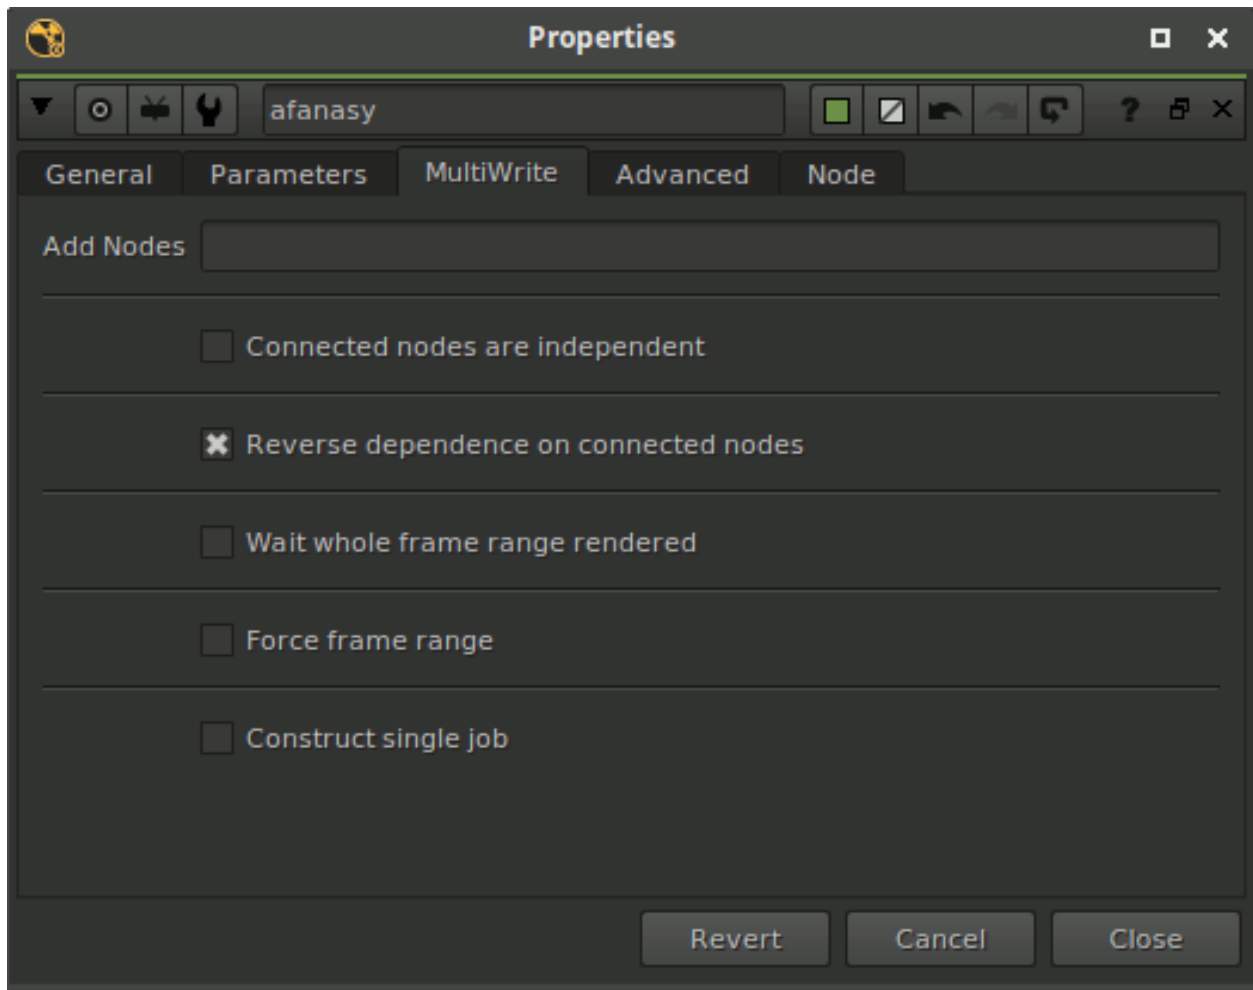 Properties
afanasy ?
General Parameters MultiWrite Advanced Node
Add Nodes
Connected nodes are independent
Reverse dependence on connected nodes
Wait whole frame range rendered
Force frame range
Construct single job
Revert Cancel Close